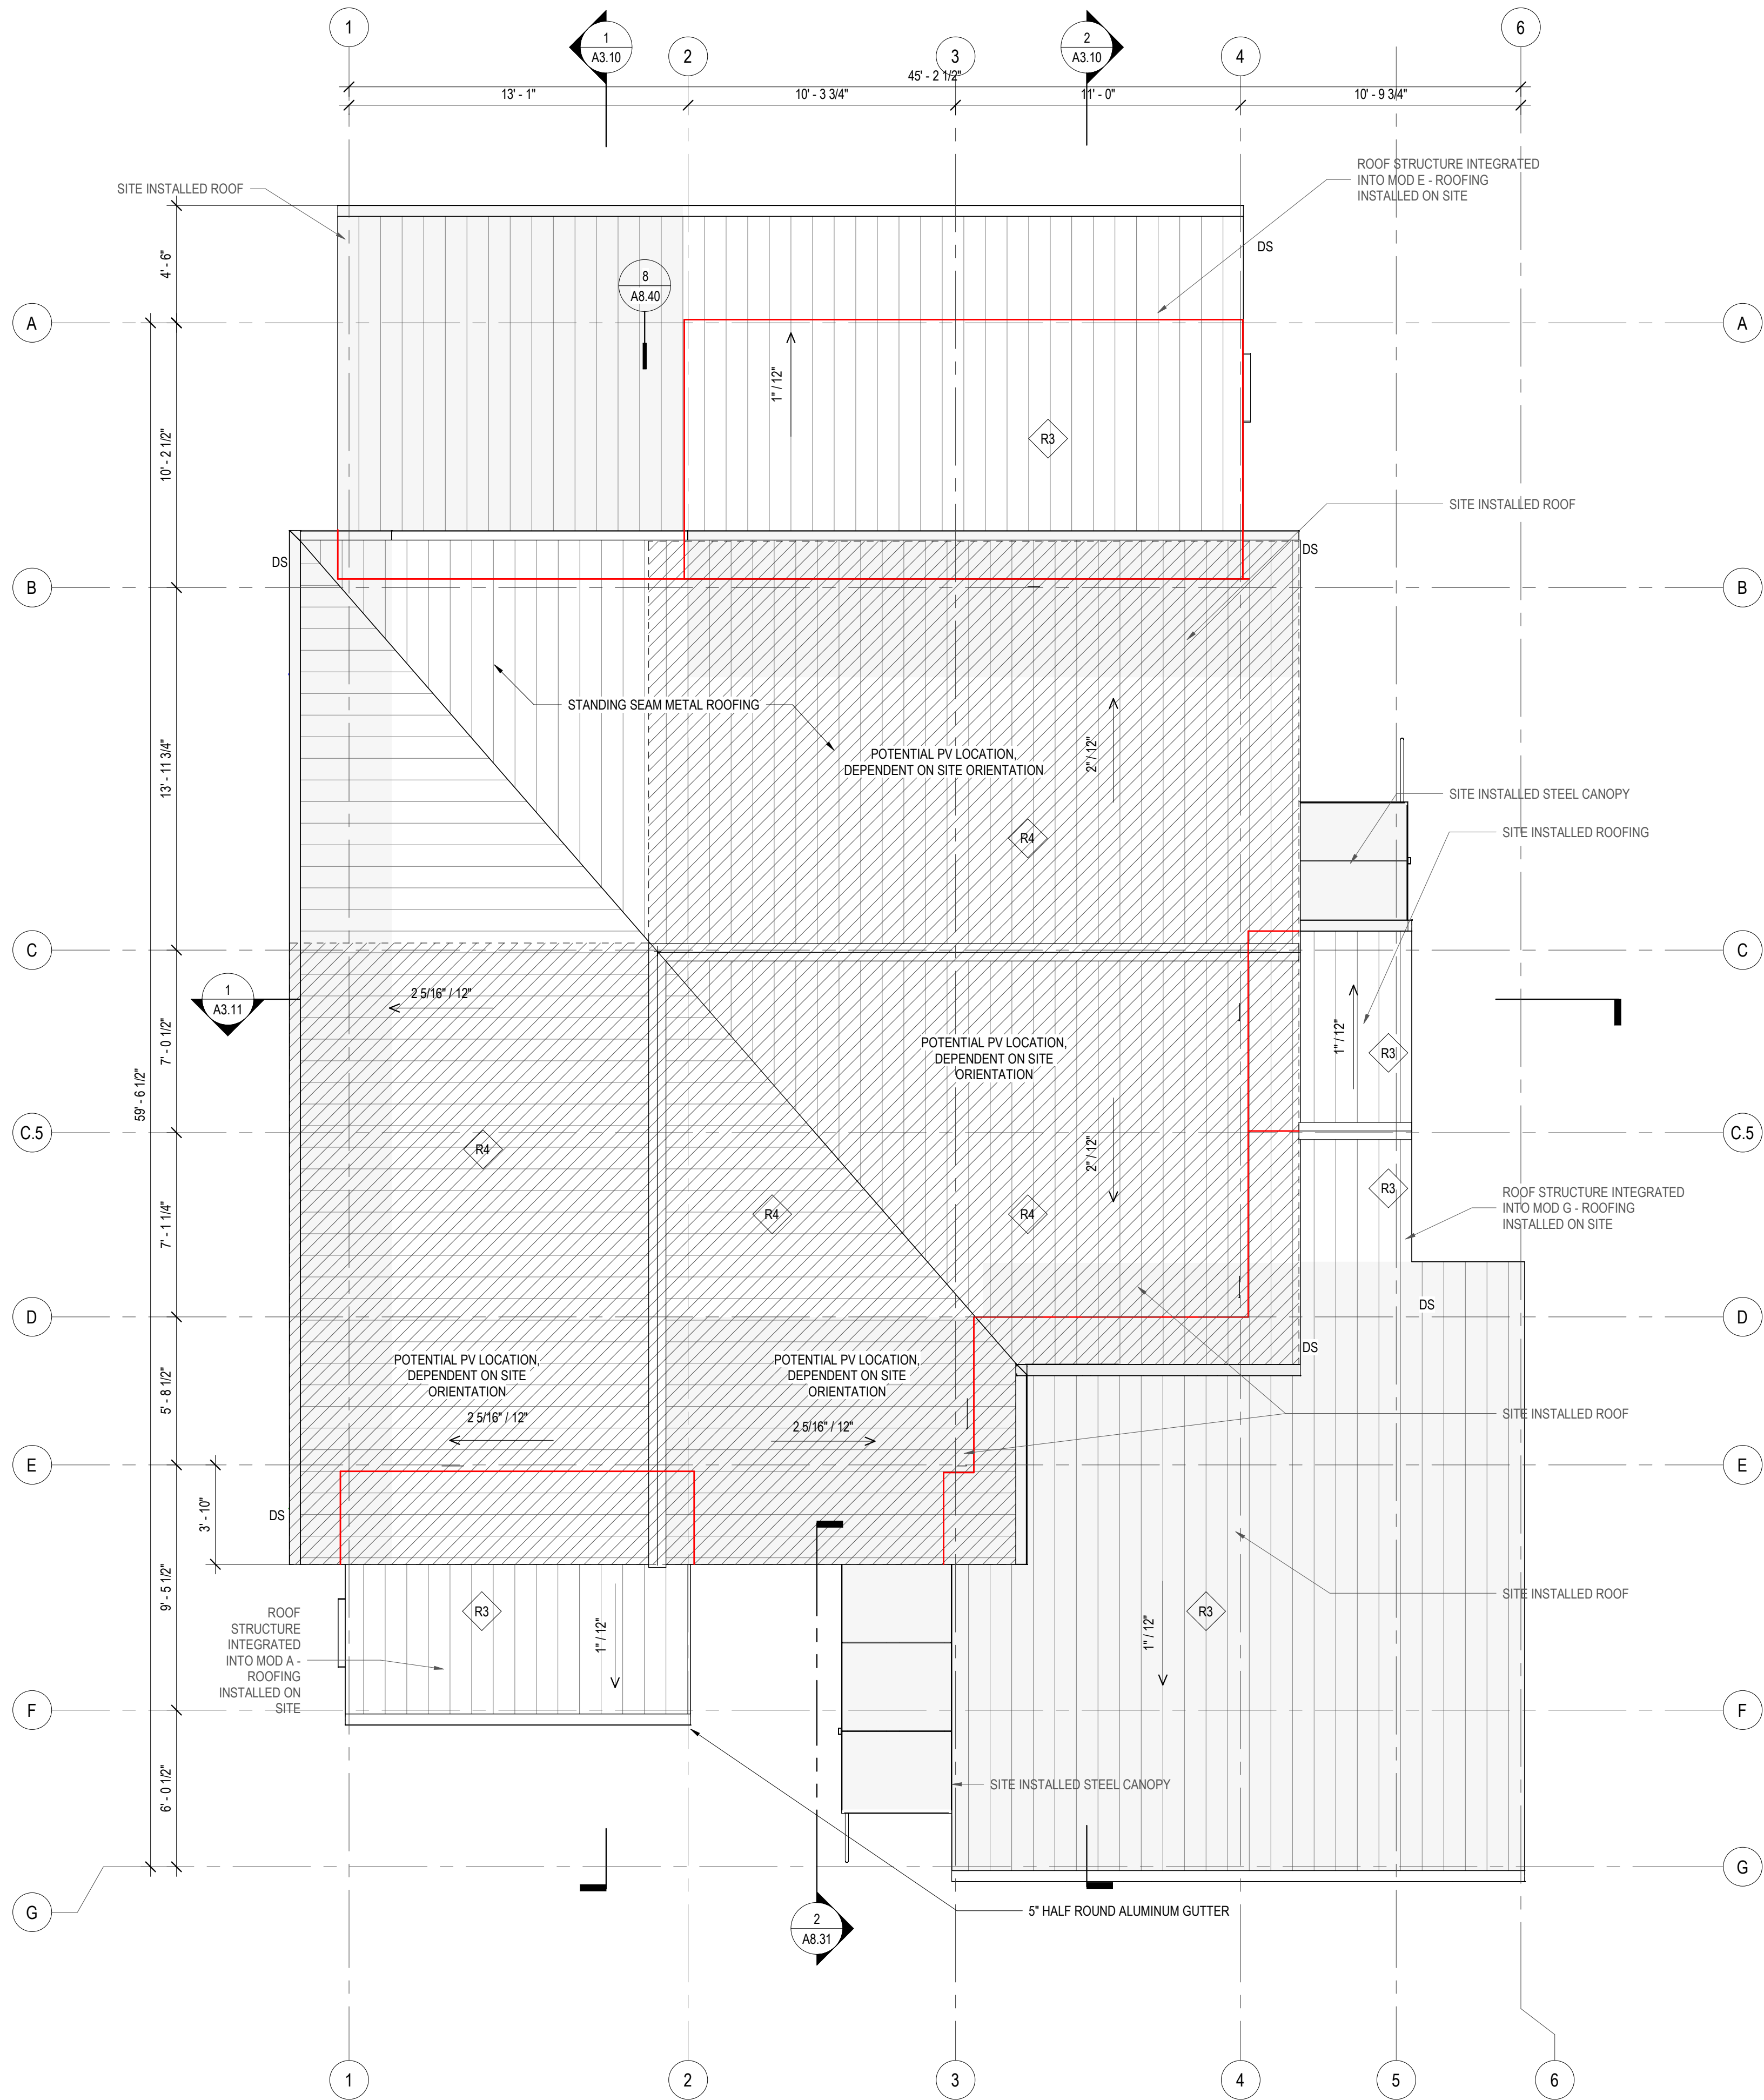 1
2
3
4
6
1
A3.10
2
A3.10
45' - 2 1/2"
13' - 1"
10' - 3 3/4"
11' - 0"
10' - 9 3/4"
SITE INSTALLED ROOF
ROOF STRUCTURE INTEGRATED
INTO MOD E - ROOFING
INSTALLED ON SITE
DS
4' - 6"
8
A8.40
A
A
1" / 12"
10' - 2 1/2"
R3
SITE INSTALLED ROOF
DS
DS
B
B
STANDING SEAM METAL ROOFING
POTENTIAL PV LOCATION,
DEPENDENT ON SITE ORIENTATION
2" / 12"
13' - 11 3/4"
R4
SITE INSTALLED STEEL CANOPY
SITE INSTALLED ROOFING
C
C
1
A3.11
2 5/16" / 12"
7' - 0 1/2"
POTENTIAL PV LOCATION,
DEPENDENT ON SITE
ORIENTATION
1" / 12"
R3
59' - 6 1/2"
C.5
C.5
R4
2" / 12"
R3
R4
R4
7' - 1 1/4"
ROOF STRUCTURE INTEGRATED
INTO MOD G - ROOFING
INSTALLED ON SITE
DS
D
D
DS
POTENTIAL PV LOCATION,
DEPENDENT ON SITE
ORIENTATION
POTENTIAL PV LOCATION,
DEPENDENT ON SITE
ORIENTATION
5' - 8 1/2"
2 5/16" / 12"
2 5/16" / 12"
SITE INSTALLED ROOF
E
E
3' - 10"
DS
9' - 5 1/2"
SITE INSTALLED ROOF
R3
R3
1" / 12"
1" / 12"
ROOF
STRUCTURE
INTEGRATED
INTO MOD A -
ROOFING
INSTALLED ON
SITE
F
F
6' - 0 1/2"
SITE INSTALLED STEEL CANOPY
G
G
5" HALF ROUND ALUMINUM GUTTER
2
A8.31
1
2
3
4
5
6